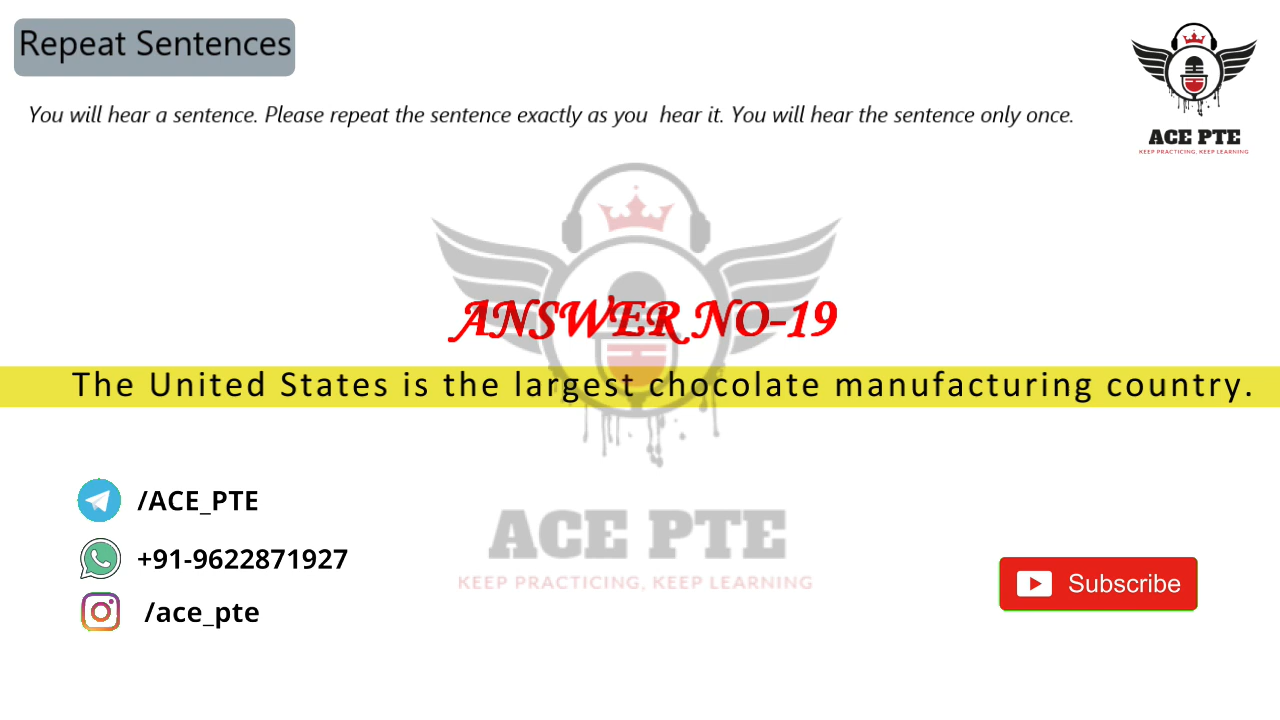 Repeat Sentences
You will hear a sentence. Please repeat the sentence exactly as you  hear it. You will hear the sentence only once.
ACE PTE
KEEP PRACTICING, KEEP LEARNING
ANSWER NO-19
The United States is the largest chocolate manufacturing country.
/ACE_PTE
+91-9622871927
/ace_pte
ACE PTE
KEEP PRACTICING, KEEP LEARNING
Subscribe